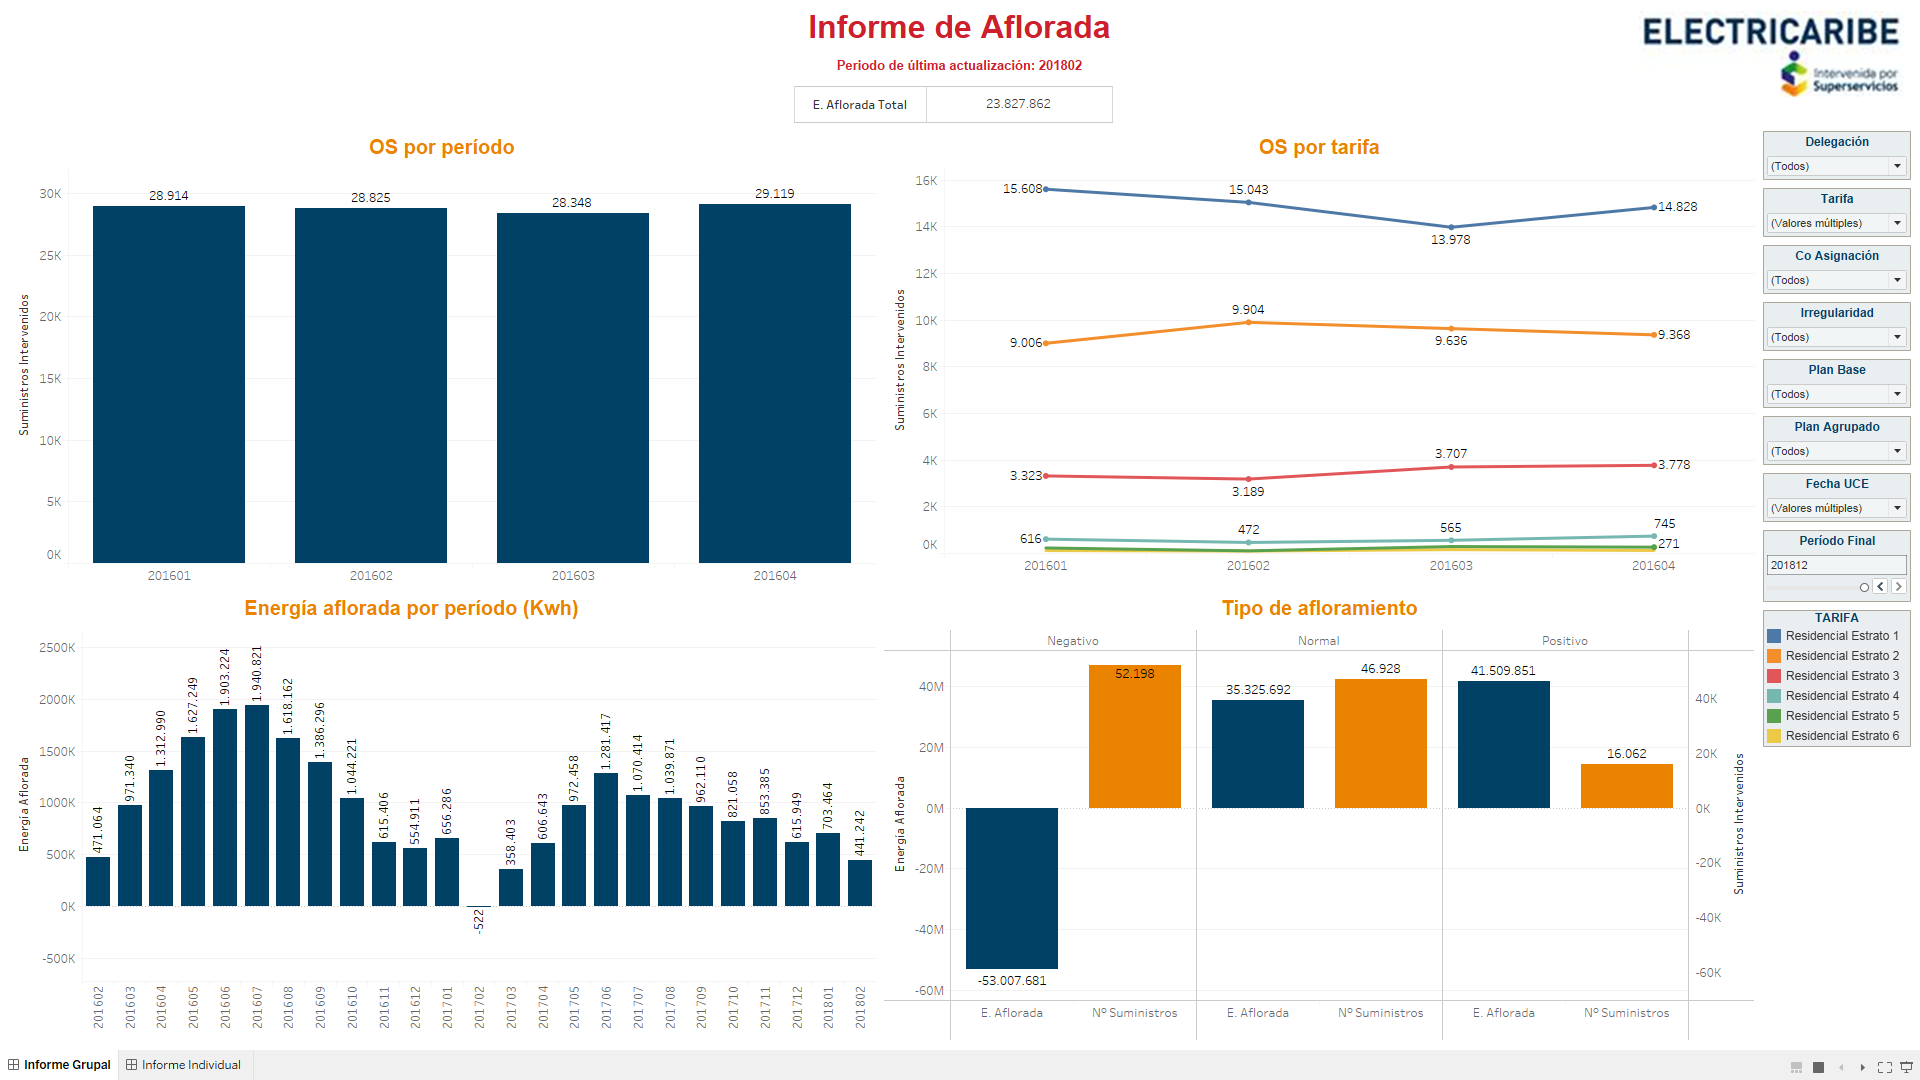 Informe de Aflorada
Periodo de última actualización: 201802
E. Aflorada Total 23.827.862
ELECTRICARIBE
Intervenida por
Superservicios
OS por período
Suministros Intervenidos
30K
25K
20K
15K
10K
5K
0K
28.914
28.825
28.348
29.119
201601
201602
201603
201604
OS por tarifa
Suministros Intervenidos
16K
14K
12K
10K
8K
6K
4K
2K
0K
15.608
15.043
13.978
14.828
9.006
9.904
9.636
9.368
3.323
3.189
3.707
3.778
616
472
565
745
271
201601
201602
201603
201604
Energía aflorada por período (Kwh)
Energía Aflorada
2500K
2000K
1500K
1000K
500K
0K
-500K
471.064
971.340
1.312.990
1.627.249
1.903.224
1.940.821
1.618.162
1.386.296
1.044.221
615.406
554.911
656.286
-522
358.403
606.643
972.458
1.281.417
1.070.414
1.039.871
962.110
821.058
853.385
615.949
703.464
441.242
201602
201603
201604
201605
201606
201607
201608
201609
201610
201611
201612
201701
201702
201703
201704
201705
201706
201707
201708
201709
201710
201711
201712
201801
201802
Tipo de afloramiento
Negativo
Normal
Positivo
Energía Aflorada
40M
20M
0M
-20M
-40M
-60M
-53.007.681
52.198
35.325.692
46.928
41.509.851
16.062
40K
20K
0K
-20K
-40K
-60K
Suministros Intervenidos
E. Aflorada
Nº Suministros
E. Aflorada
Nº Suministros
E. Aflorada
Nº Suministros
Delegación
(Todos)
Tarifa
(Valores múltiples)
Co Asignación
(Todos)
Irregularidad
(Todos)
Plan Base
(Todos)
Plan Agrupado
(Todos)
Fecha UCE
(Valores múltiples)
Período Final
201812
TARIFA
Residencial Estrato 1
Residencial Estrato 2
Residencial Estrato 3
Residencial Estrato 4
Residencial Estrato 5
Residencial Estrato 6
Informe Grupal
Informe Individual